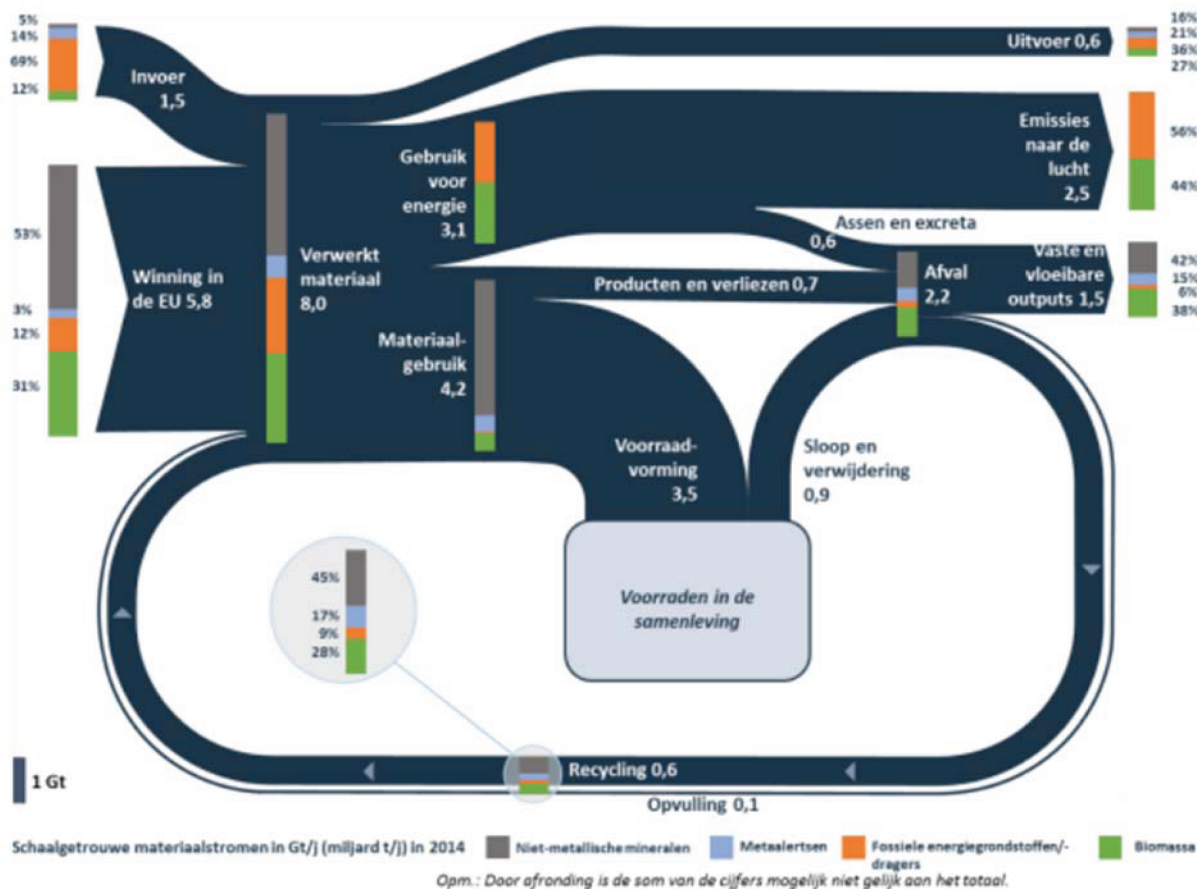 5%
14%
69%
12%
Invoer
1,5
53%
3%
12%
31%
Winning in
de EU 5,8
Verwerkt
materiaal
8,0
Gebruik
voor
energie
3,1
Materiaal-
gebruik
4,2
Uitvoer 0,6
16%
21%
36%
27%
Emissies
naar de
lucht
2,5
56%
44%
Assen en excreta
0,6
Producten en verliezen 0,7
Afval
2,2
Vaste en
vloeibare
outputs 1,5
42%
15%
6%
38%
Voorraad-
vorming
3,5
Sloop en
verwijdering
0,9
Voorraden in de
samenleving
45%
17%
9%
28%
Recycling 0,6
Opvulling 0,1
1 Gt
Schaalgetrouwe materiaalstromen in Gt/j (miljard t/j) in 2014
Niet-metallische mineralen
Metaalertsen
Fossiele energiegrondstoffen/-
dragers
Biomassa
Opm.: Door afronding is de som van de cijfers mogelijk niet gelijk aan het totaal.